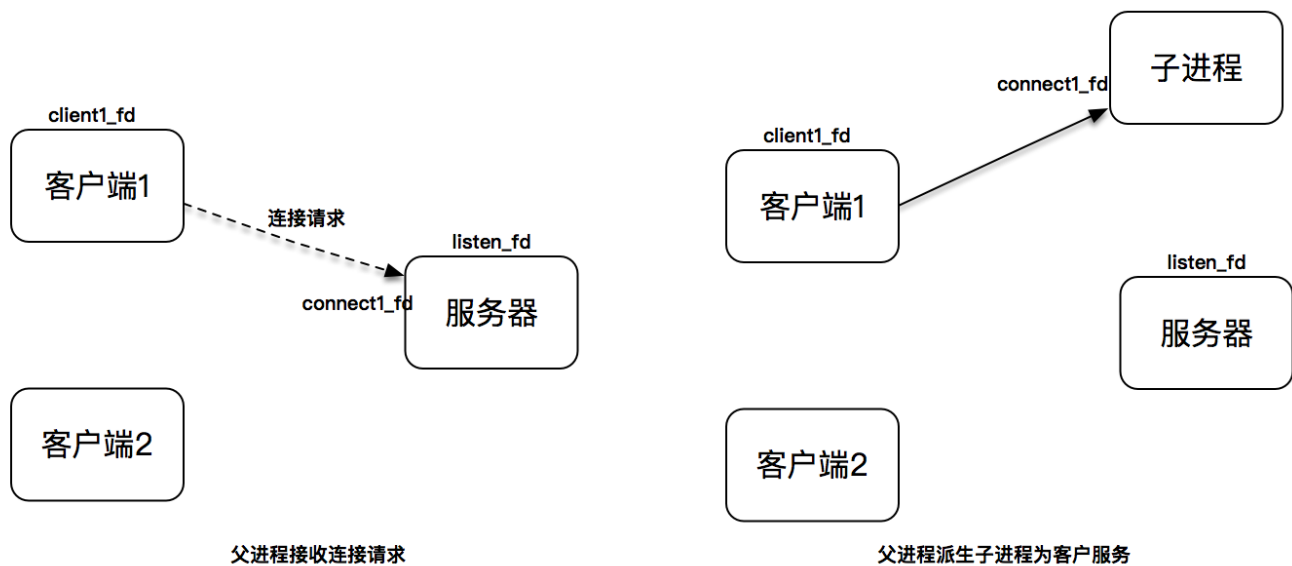 client1_fd
客户端1
连接请求
listen_fd
connect1_fd
服务器
客户端2
父进程接收连接请求
子进程
connect1_fd
client1_fd
客户端1
listen_fd
服务器
客户端2
父进程派生子进程为客户服务